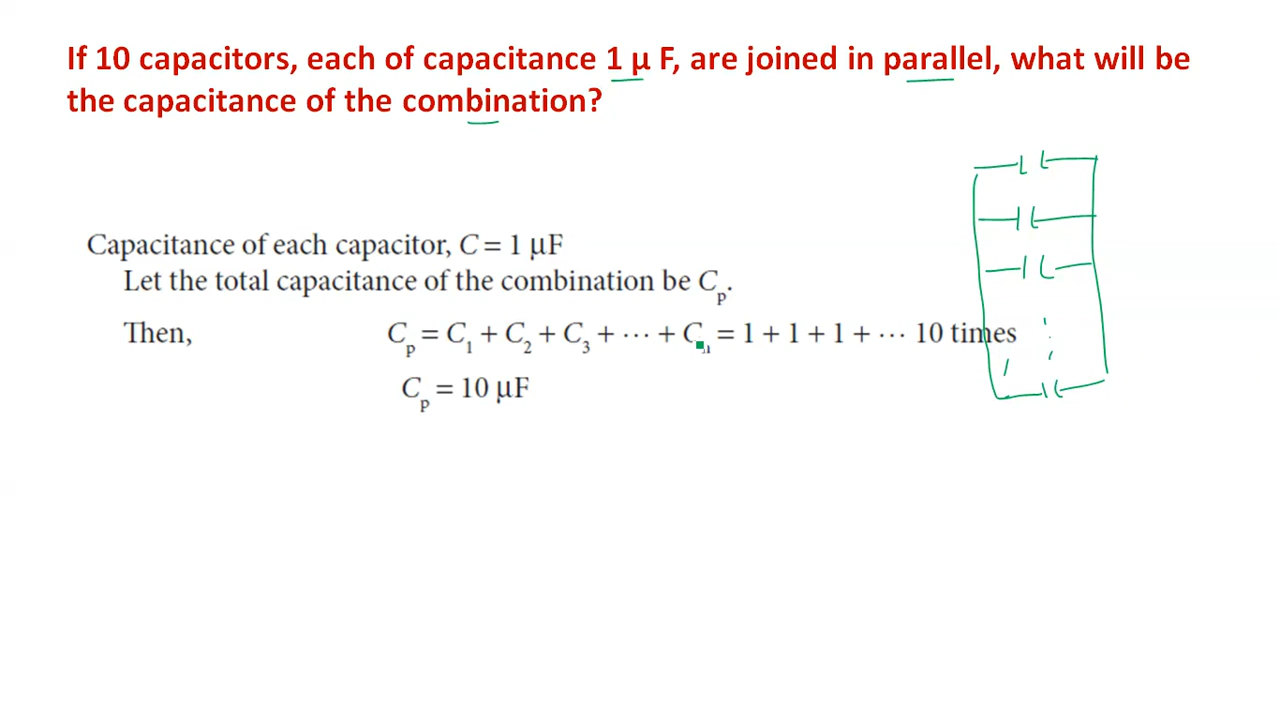 If 10 capacitors, each of capacitance 1 μ F, are joined in parallel, what will be
the capacitance of the combination?
Capacitance of each capacitor, C = 1 μF
Let the total capacitance of the combination be Cₚ.
Then, Cₚ = C₁ + C₂ + C₃ + ⋯ + Cₙ = 1 + 1 + 1 + ⋯ 10 times
Cₚ = 10 μF